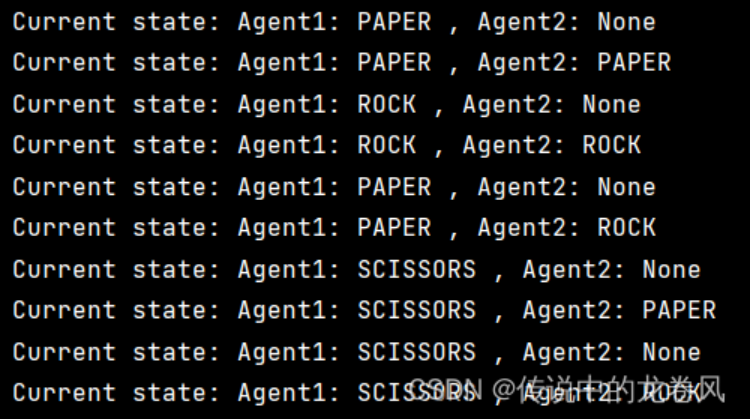 Current state: Agent1: PAPER , Agent2: None
Current state: Agent1: PAPER , Agent2: PAPER
Current state: Agent1: ROCK , Agent2: None
Current state: Agent1: ROCK , Agent2: ROCK
Current state: Agent1: PAPER , Agent2: None
Current state: Agent1: PAPER , Agent2: ROCK
Current state: Agent1: SCISSORS , Agent2: None
Current state: Agent1: SCISSORS , Agent2: PAPER
Current state: Agent1: SCISSORS , Agent2: None
Current state: Agent1: SCISSORS , Agent2: ROCK
CSDN @传说中的龙卷风